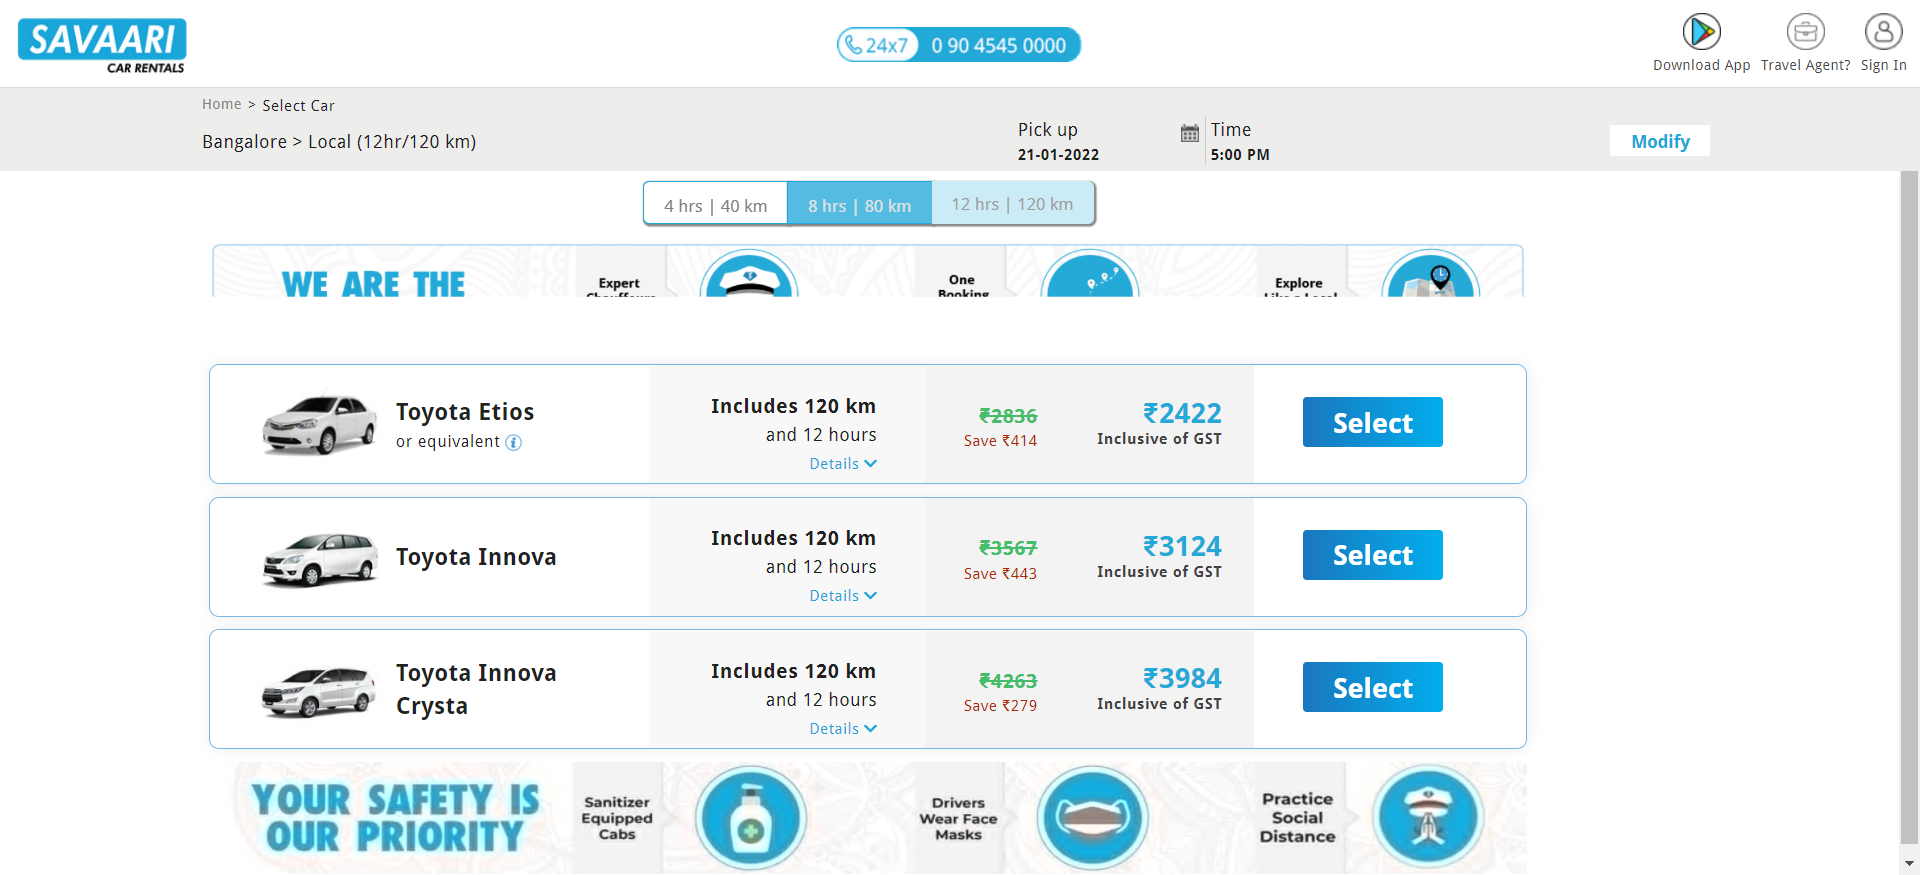 SAVAARI
CAR RENTALS
24x7 0 90 4545 0000
Download App
Travel Agent?
Sign In
Home > Select Car
Bangalore > Local (12hr/120 km)
Pick up
21-01-2022
Time
5:00 PM
Modify
4 hrs | 40 km
8 hrs | 80 km
12 hrs | 120 km
WE ARE THE
Expert
One
Booking
Explore
Toyota Etios
or equivalent
Includes 120 km
and 12 hours
Details
₹2836
Save ₹414
₹2422
Inclusive of GST
Select
Toyota Innova
Includes 120 km
and 12 hours
Details
₹3567
Save ₹443
₹3124
Inclusive of GST
Select
Toyota Innova
Crysta
Includes 120 km
and 12 hours
Details
₹4263
Save ₹279
₹3984
Inclusive of GST
Select
YOUR SAFETY IS
OUR PRIORITY
Sanitizer
Equipped
Cabs
Drivers
Wear Face
Masks
Practice
Social
Distance